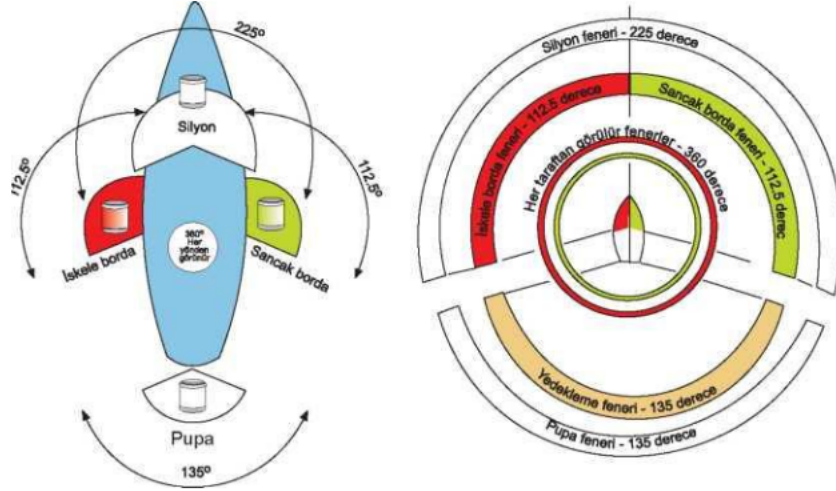 225º
Silyon
112.5º
112.5º
360º
Her
yönden
görünür
İskele borda
Sancak borda
Pupa
135º
Silyon feneri - 225 derece
İskele borda feneri - 112.5 derece
Sancak borda feneri - 112.5 derec
Her taraftan görülür fenerler - 360 derece
Yedekleme feneri - 135 derece
Pupa feneri - 135 derece